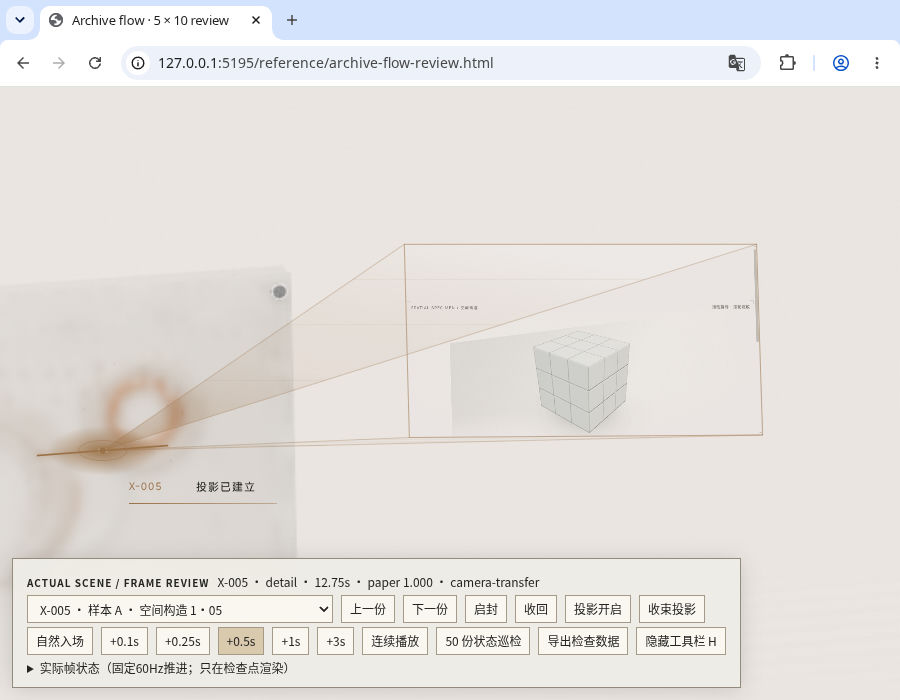 Archive flow · 5 × 10 review
127.0.0.1:5195/reference/archive-flow-review.html
X-005 投影已建立
ACTUAL SCENE / FRAME REVIEW X-005 · detail · 12.75s · paper 1.000 · camera-transfer
X-005 · 样本 A · 空间构造 1 · 05 上一份 下一份 启封 收回 投影开启 收束投影
自然入场 +0.1s +0.25s +0.5s +1s +3s 连续播放 50 份状态巡检 导出检查数据 隐藏工具栏 H
实际帧状态（固定60Hz推进；只在检查点渲染）